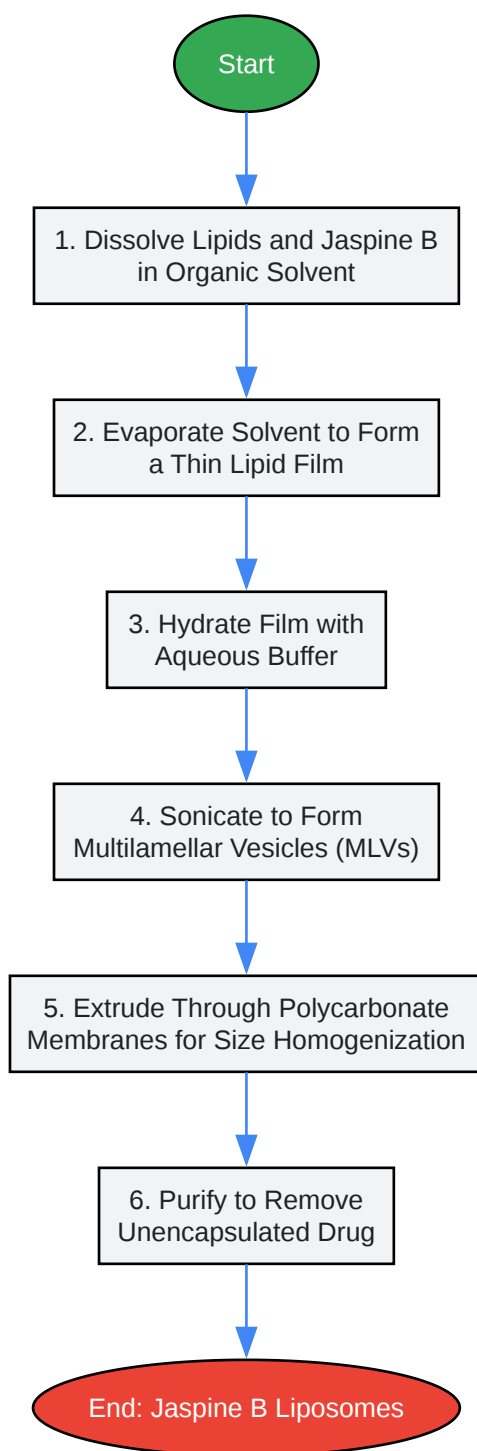 Start
1. Dissolve Lipids and Jaspine B
in Organic Solvent
2. Evaporate Solvent to Form
a Thin Lipid Film
3. Hydrate Film with
Aqueous Buffer
4. Sonicate to Form
Multilamellar Vesicles (MLVs)
5. Extrude Through Polycarbonate
Membranes for Size Homogenization
6. Purify to Remove
Unencapsulated Drug
End: Jaspine B Liposomes